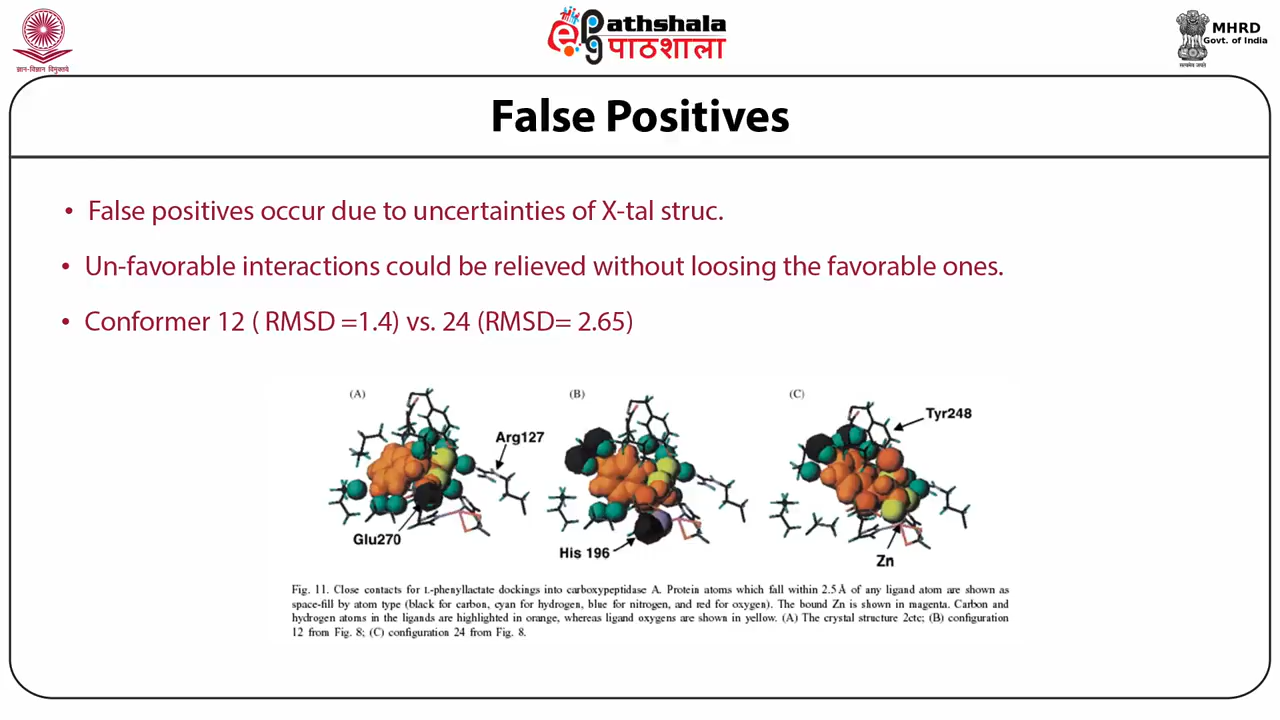 ज्ञान-विज्ञान विमुक्तये
ePG Pathshala
पाठशाला
MHRD
Govt. of India
सत्यमेव जयते
False Positives
• False positives occur due to uncertainties of X-tal struc.
• Un-favorable interactions could be relieved without loosing the favorable ones.
• Conformer 12 ( RMSD =1.4) vs. 24 (RMSD= 2.65)
(A)
(B)
(C)
Tyr248
Arg127
Glu270
His 196
Zn
Fig. 11. Close contacts for L-phenyllactate dockings into carboxypeptidase A. Protein atoms which fall within 2.5 Å of any ligand atom are shown as
space-fill by atom type (black for carbon, cyan for hydrogen, blue for nitrogen, and red for oxygen). The bound Zn is shown in magenta. Carbon and
hydrogen atoms in the ligands are highlighted in orange, whereas ligand oxygens are shown in yellow. (A) The crystal structure 2ctc; (B) configuration
12 from Fig. 8; (C) configuration 24 from Fig. 8.